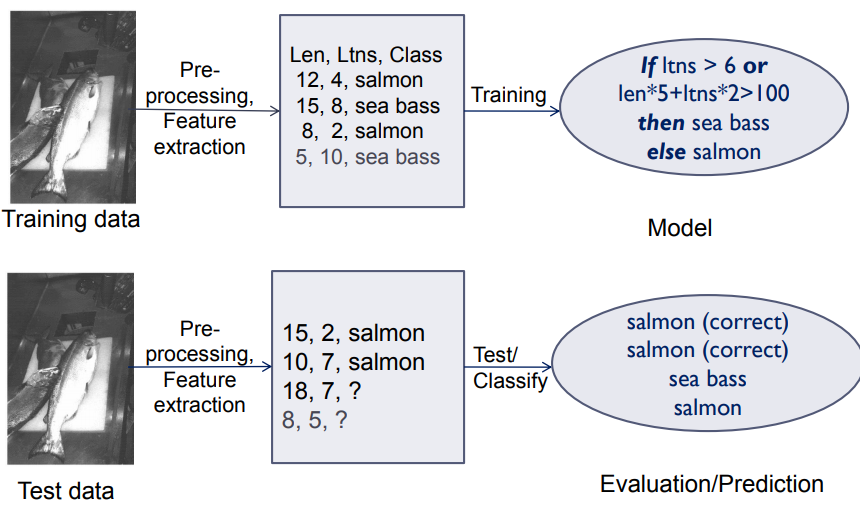 Pre-
processing,
Feature
extraction
Len, Ltns, Class
12, 4, salmon
15, 8, sea bass
8, 2, salmon
5, 10, sea bass
Training
If ltns > 6 or
len*5+ltns*2>100
then sea bass
else salmon
Training data
Model
Pre-
processing,
Feature
extraction
15, 2, salmon
10, 7, salmon
18, 7, ?
8, 5, ?
Test/
Classify
salmon (correct)
salmon (correct)
sea bass
salmon
Test data
Evaluation/Prediction